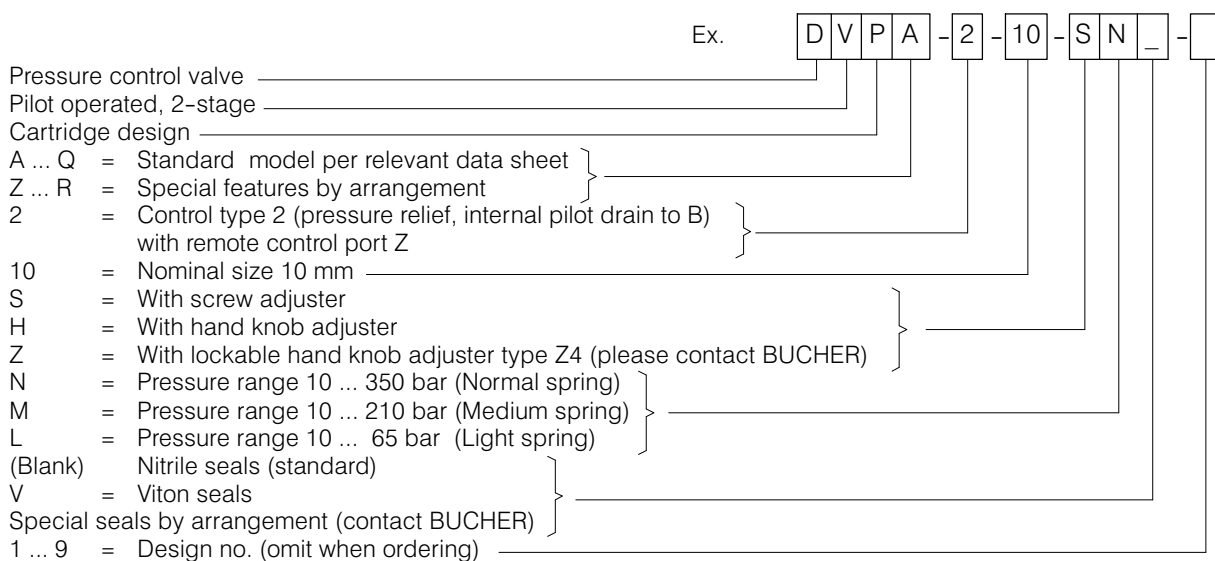 Ex. D V P A - 2 - 10 - S N _ -
Pressure control valve
Pilot operated, 2-stage
Cartridge design
A ... Q = Standard model per relevant data sheet
Z ... R = Special features by arrangement
2 = Control type 2 (pressure relief, internal pilot drain to B)
with remote control port Z
10 = Nominal size 10 mm
S = With screw adjuster
H = With hand knob adjuster
Z = With lockable hand knob adjuster type Z4 (please contact BUCHER)
N = Pressure range 10 ... 350 bar (Normal spring)
M = Pressure range 10 ... 210 bar (Medium spring)
L = Pressure range 10 ... 65 bar (Light spring)
(Blank) Nitrile seals (standard)
V = Viton seals
Special seals by arrangement (contact BUCHER)
1 ... 9 = Design no. (omit when ordering)